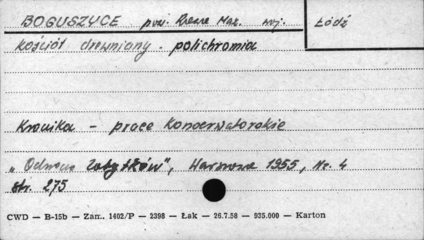 BOGUSZYCE pow. Rawa Maz. woj. Łódź
Kościół drewniany - polichromia
Kronika - prace konserwatorskie
"Ochrona Zabytków", Warszawa 1955, Nr. 4
str. 275
CWD — B-15b — Zam. 1402/P — 2398 — Łak — 26.7.58 — 935.000 — Karton